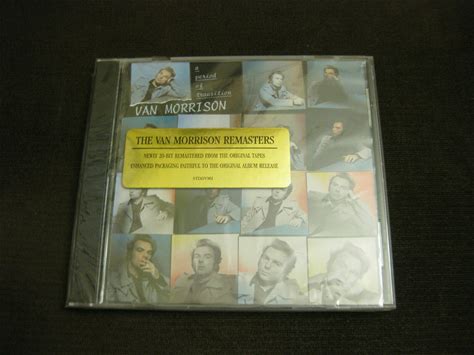 a
period
of
transition
VAN MORRISON
THE VAN MORRISON REMASTERS
NEWLY 20-BIT REMASTERED FROM THE ORIGINAL TAPES
ENHANCED PACKAGING FAITHFUL TO THE ORIGINAL ALBUM RELEASE